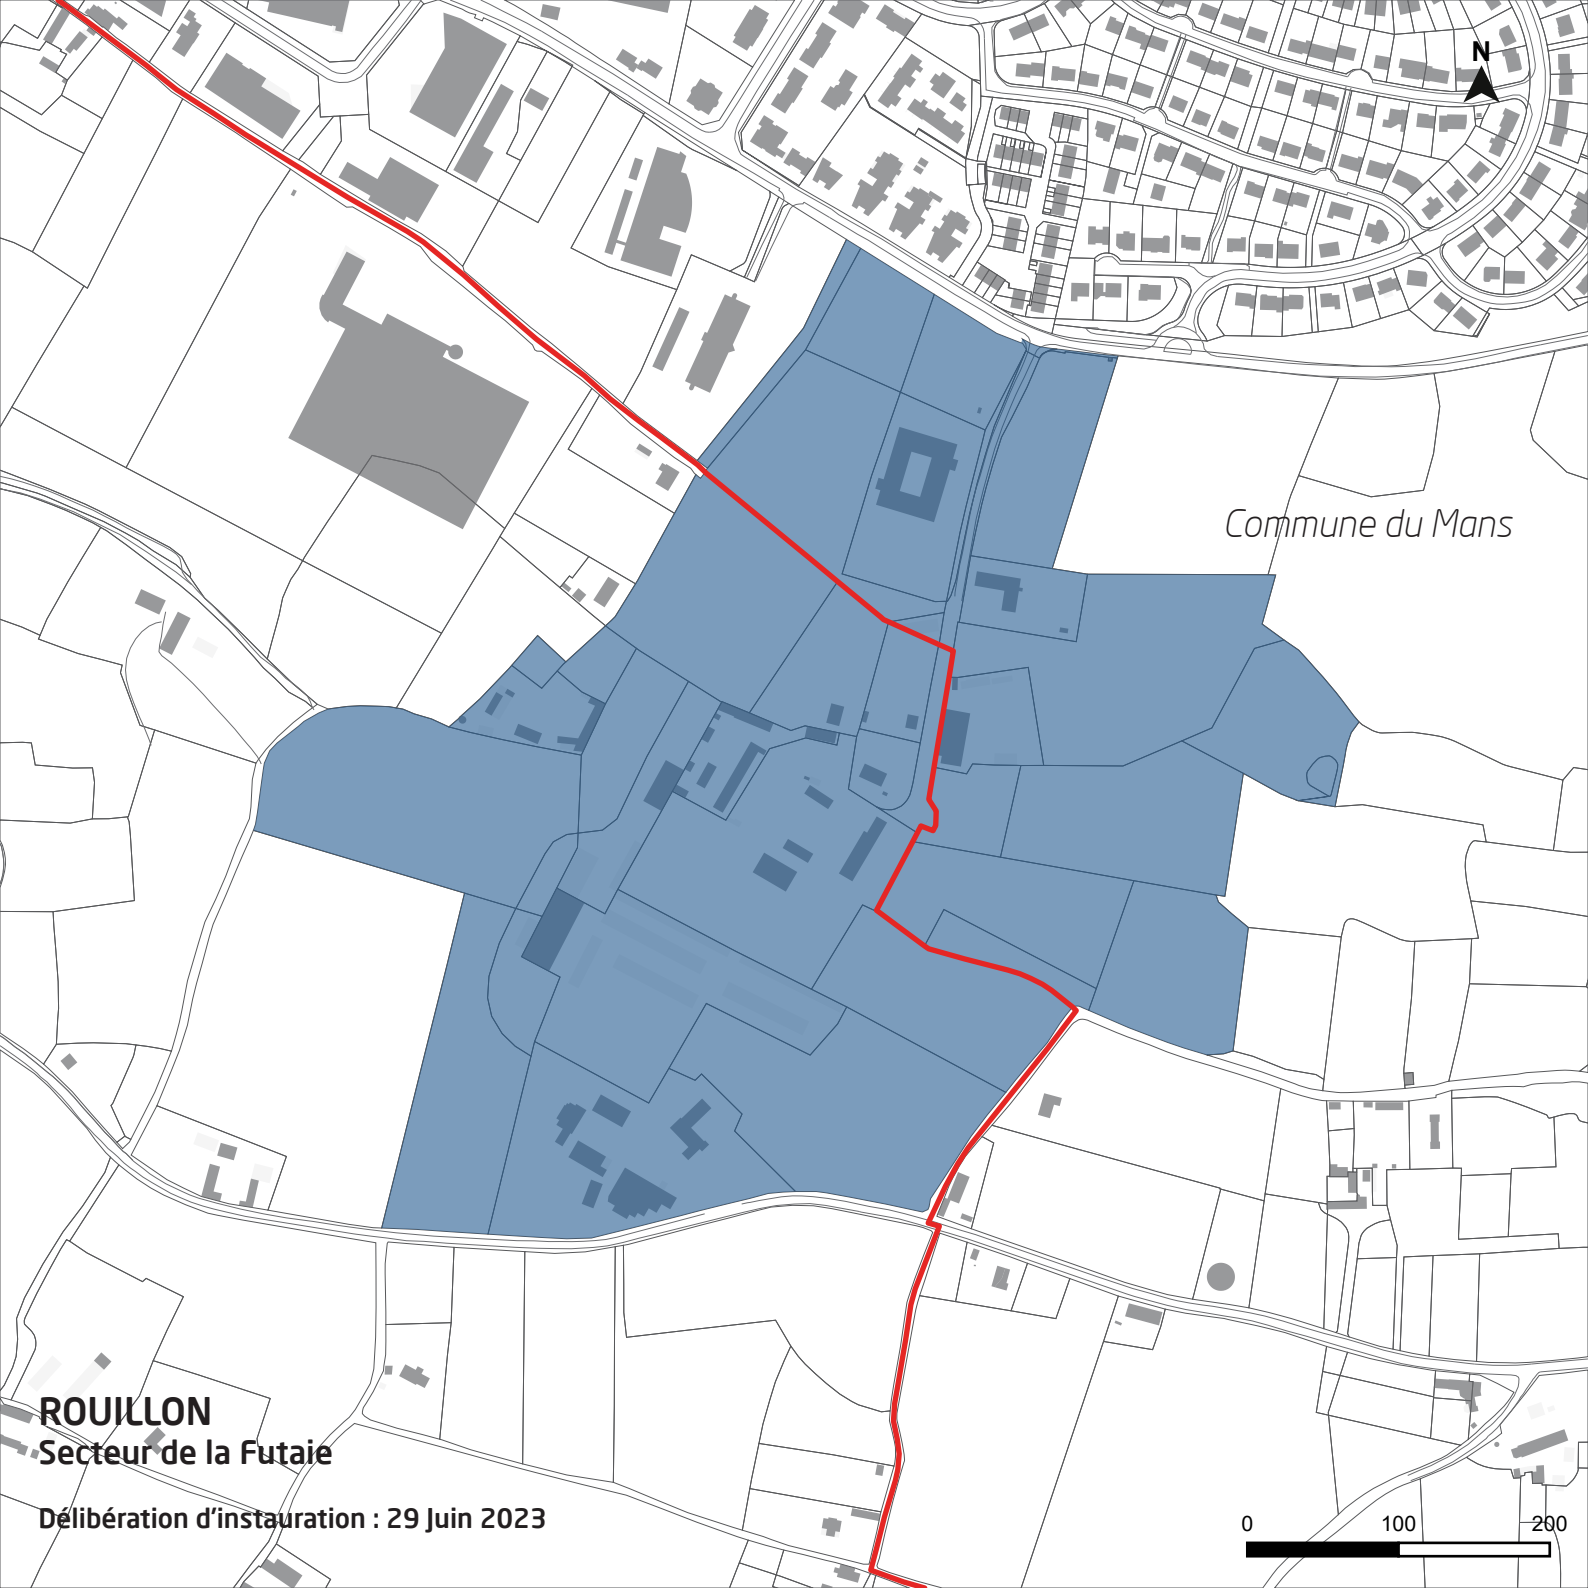 N
Commune du Mans
ROUILLON
Secteur de la Futaie
Délibération d'instauration : 29 Juin 2023
0 100 200